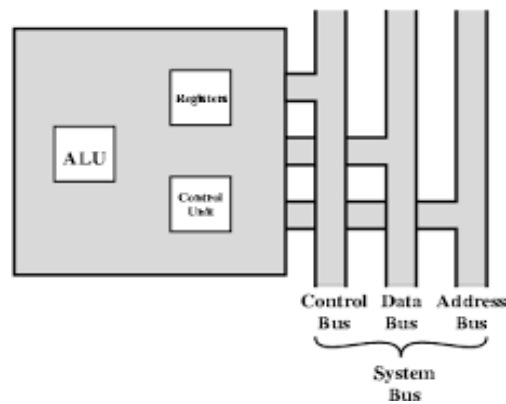 Registers
ALU
Control
Unit
Control Data Address
Bus Bus Bus
System
Bus